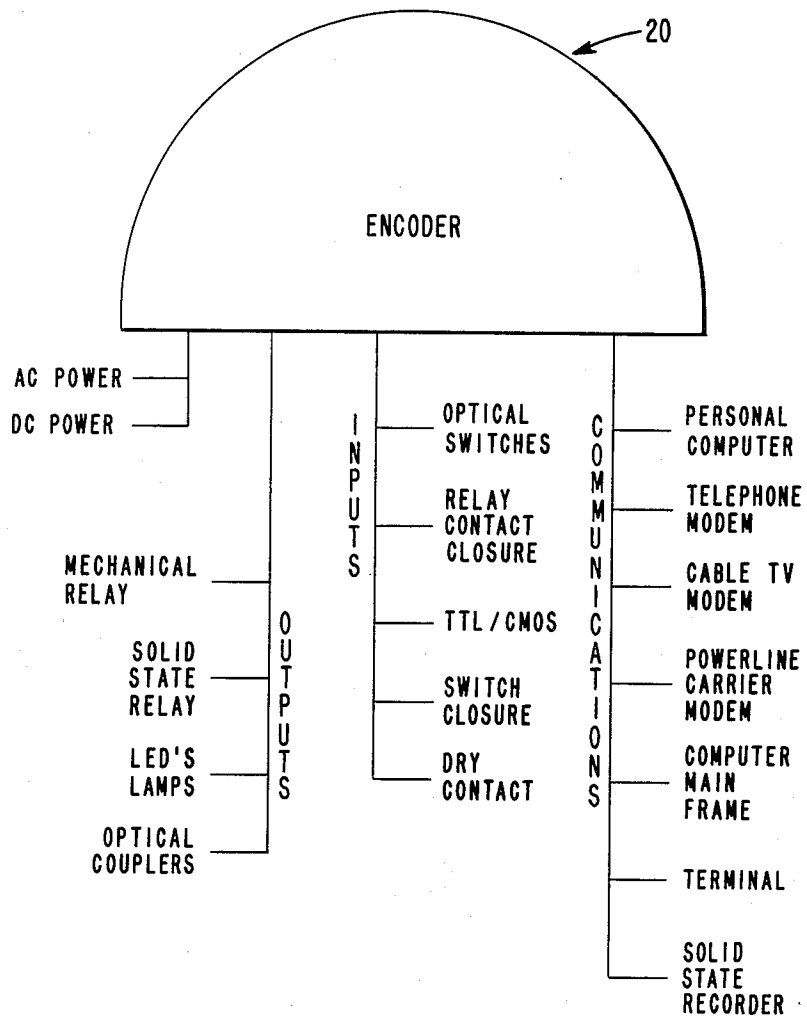 20
ENCODER
AC POWER
DC POWER
MECHANICAL
RELAY
SOLID
STATE
RELAY
LED'S
LAMPS
OPTICAL
COUPLERS
OUTPUTS
INPUTS
OPTICAL
SWITCHES
RELAY
CONTACT
CLOSURE
TTL/CMOS
SWITCH
CLOSURE
DRY
CONTACT
COMMUNICATIONS
PERSONAL
COMPUTER
TELEPHONE
MODEM
CABLE TV
MODEM
POWERLINE
CARRIER
MODEM
COMPUTER
MAIN
FRAME
TERMINAL
SOLID
STATE
RECORDER